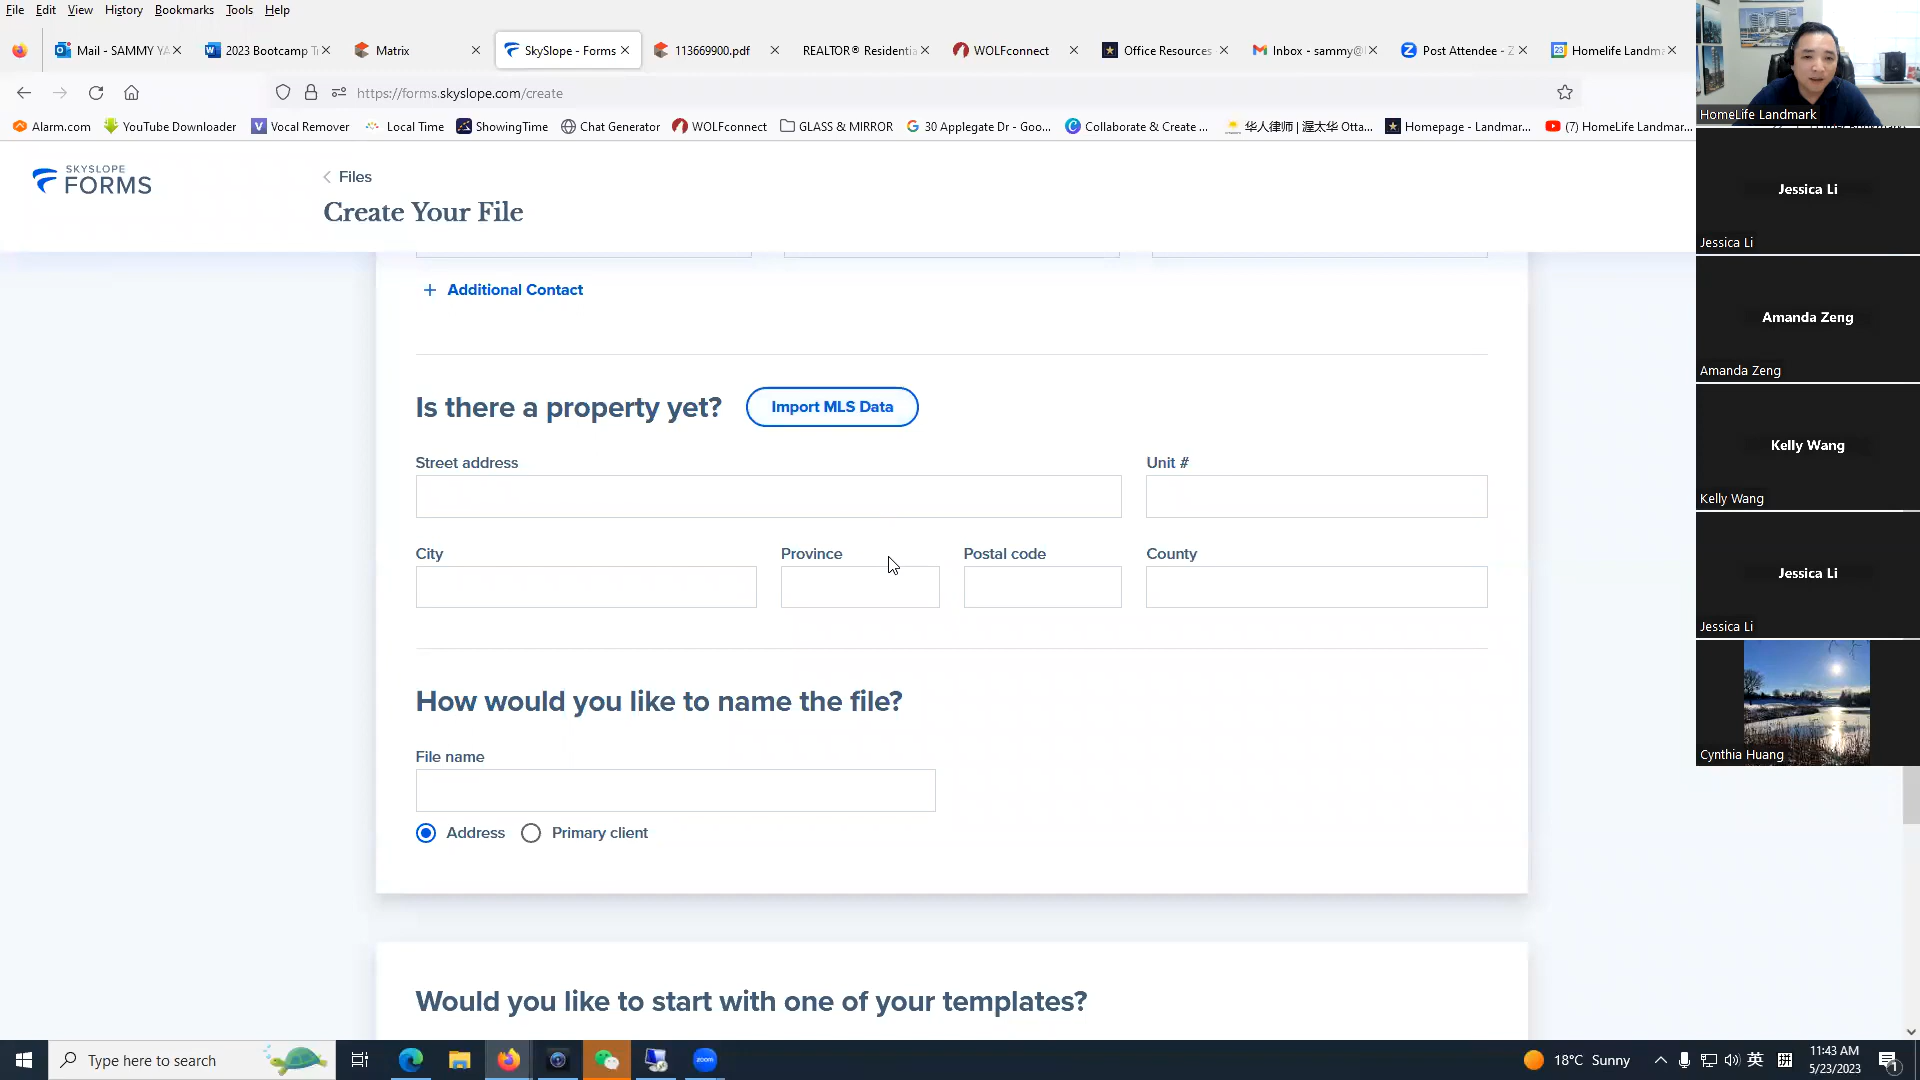 File Edit View History Bookmarks Tools Help
Mail - SAMMY YA
2023 Bootcamp Tr
Matrix
SkySlope - Forms
113669900.pdf
REALTOR® Residentia
WOLFconnect
Office Resources
Inbox - sammy@l
Post Attendee - Z
Homelife Landm
https://forms.skyslope.com/create
Alarm.com YouTube Downloader Vocal Remover Local Time ShowingTime Chat Generator WOLFconnect GLASS & MIRROR 30 Applegate Dr - Goo... Collaborate & Create ... 华人律师 | 渥太华 Otta... Homepage - Landmar... (7) HomeLife Landmar...
SKYSLOPE
FORMS
Files
Create Your File
Additional Contact
Is there a property yet?
Import MLS Data
Street address
Unit #
City
Province
Postal code
County
How would you like to name the file?
File name
Address
Primary client
Would you like to start with one of your templates?
HomeLife Landmark
Jessica Li
Jessica Li
Amanda Zeng
Amanda Zeng
Kelly Wang
Kelly Wang
Jessica Li
Jessica Li
Cynthia Huang
Type here to search
zoom
18°C Sunny
英
拼
11:43 AM
5/23/2023
1